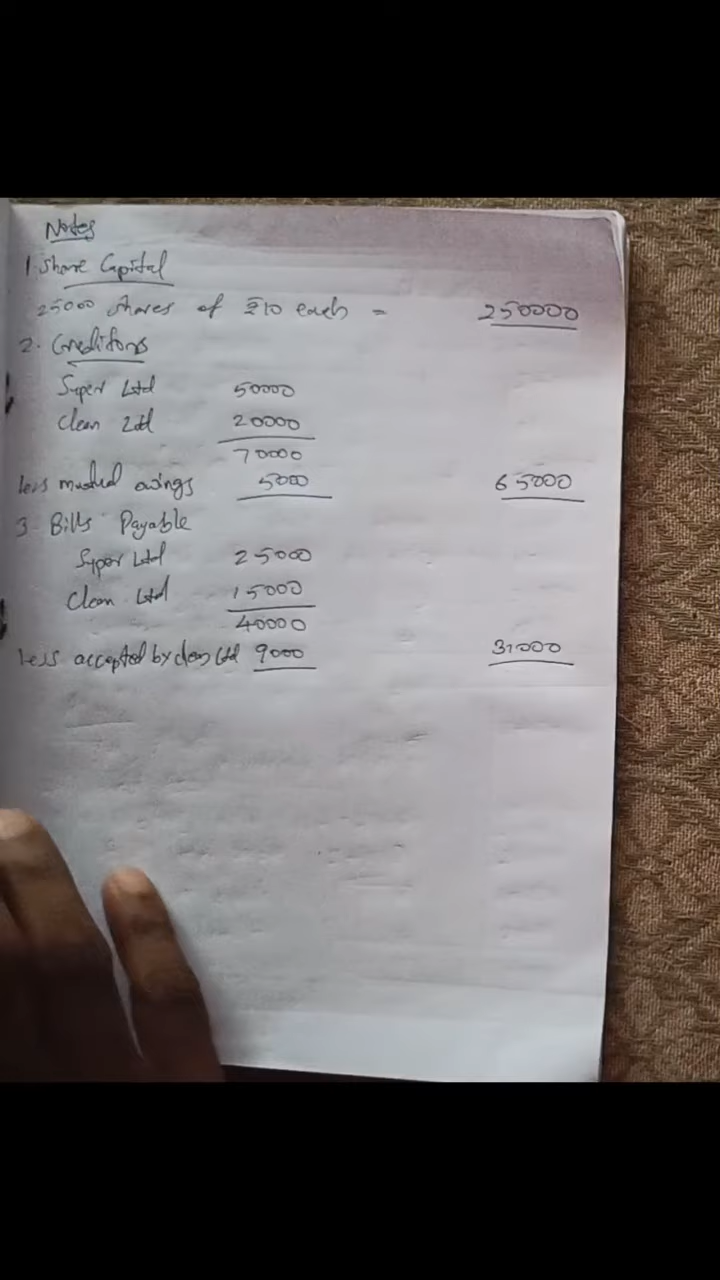 Notes
1. Share Capital
25000 shares of ₹10 each = 250000
2. Creditors
Super Ltd 50000
Clean Ltd 20000
70000
less mutual owings 5000 65000
3. Bills Payable
Super Ltd 25000
Clean Ltd 15000
40000
less accepted by clean Ltd 9000 31000